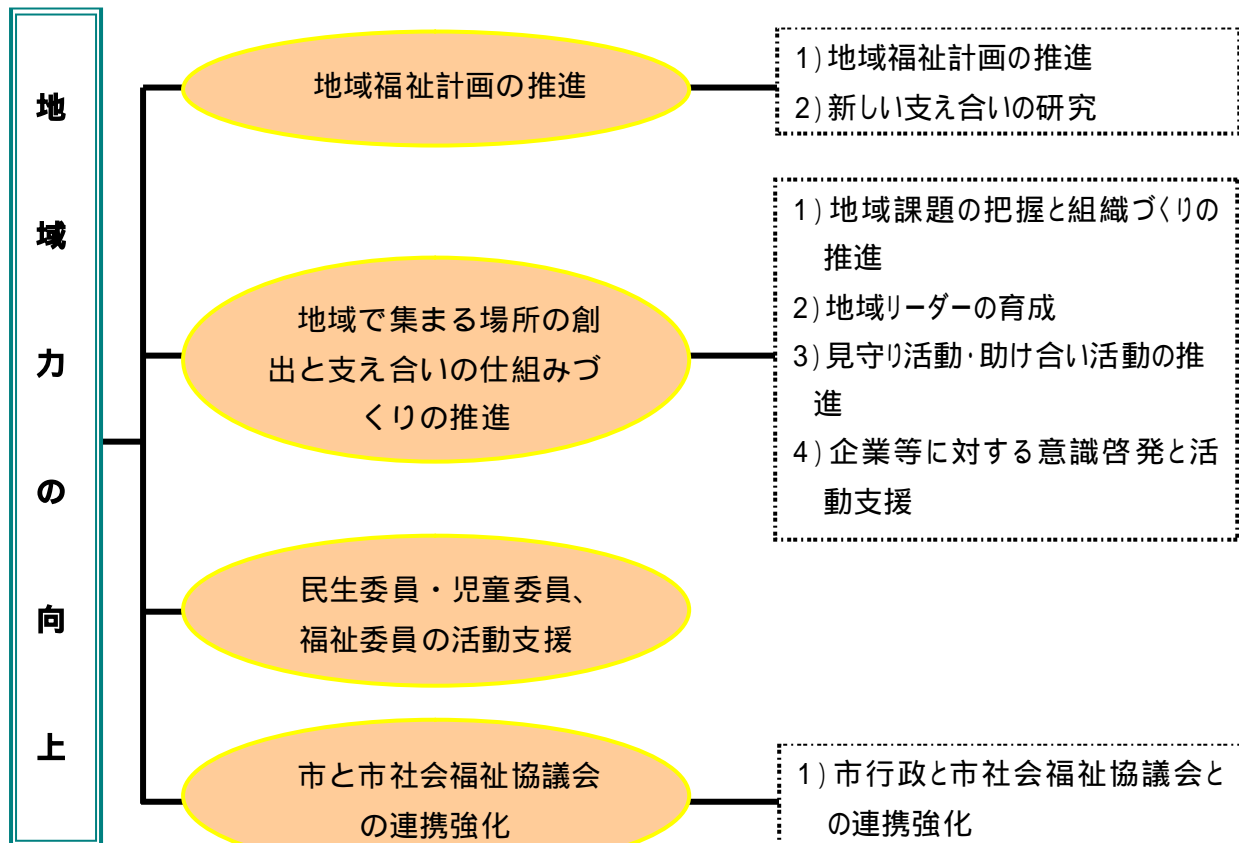 地域力の向上
地域福祉計画の推進
1)地域福祉計画の推進
2)新しい支え合いの研究
地域で集まる場所の創
出と支え合いの仕組みづ
くりの推進
1)地域課題の把握と組織づくりの
推進
2)地域リーダーの育成
3)見守り活動・助け合い活動の推
進
4)企業等に対する意識啓発と活
動支援
民生委員・児童委員、
福祉委員の活動支援
市と市社会福祉協議会
の連携強化
1)市行政と市社会福祉協議会と
の連携強化